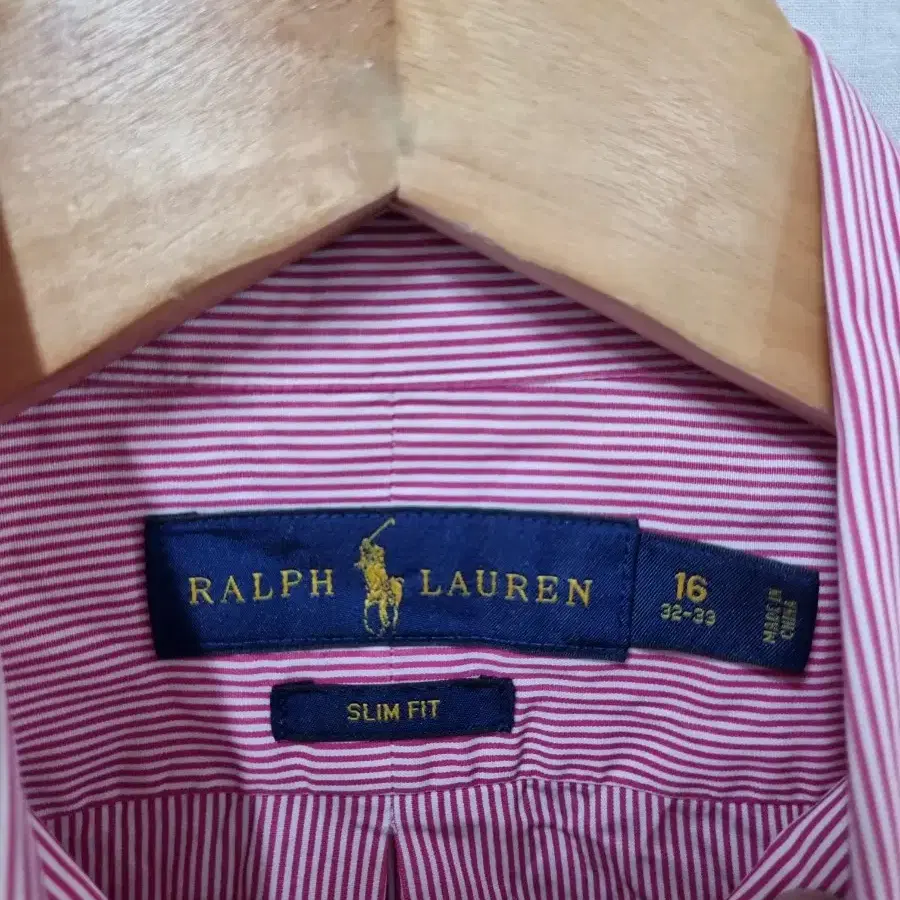 RALPH LAUREN
16
32-33
MADE IN
CHINA
SLIM FIT